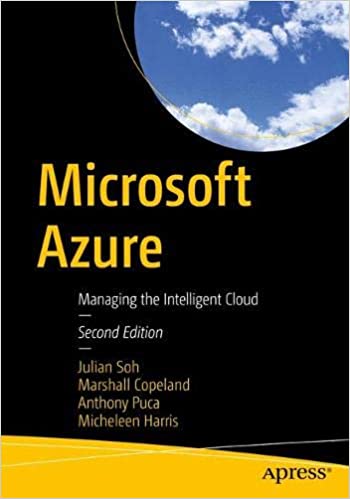 Microsoft
Azure
Managing the Intelligent Cloud
—
Second Edition
—
Julian Soh
Marshall Copeland
Anthony Puca
Micheleen Harris
Apress®